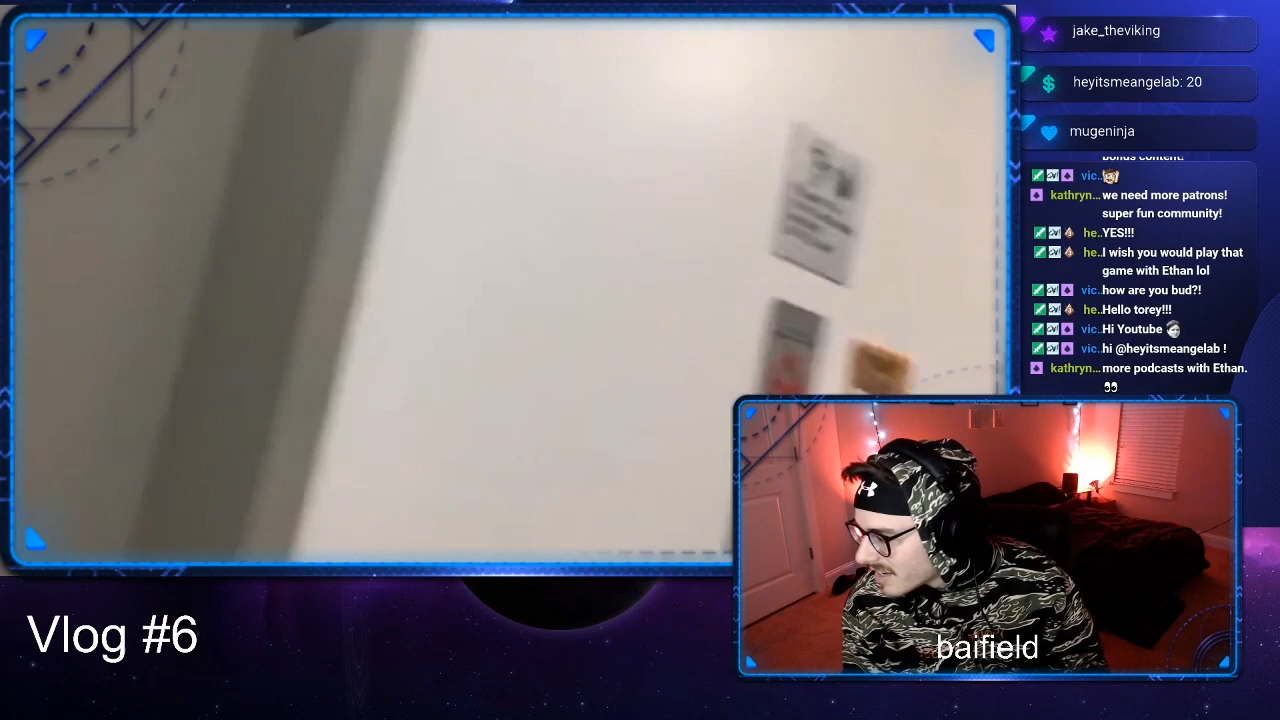 jake_theviking
heyitsmeangelab: 20
mugeninja
bonus content!
vic..
kathryn... we need more patrons!
super fun community!
he.. YES!!!
he.. I wish you would play that
game with Ethan lol
vic.. how are you bud?!
he.. Hello torey!!!
vic.. Hi Youtube
vic.. hi @heyitsmeangelab !
kathryn... more podcasts with Ethan.
👀
Vlog #6
baifield